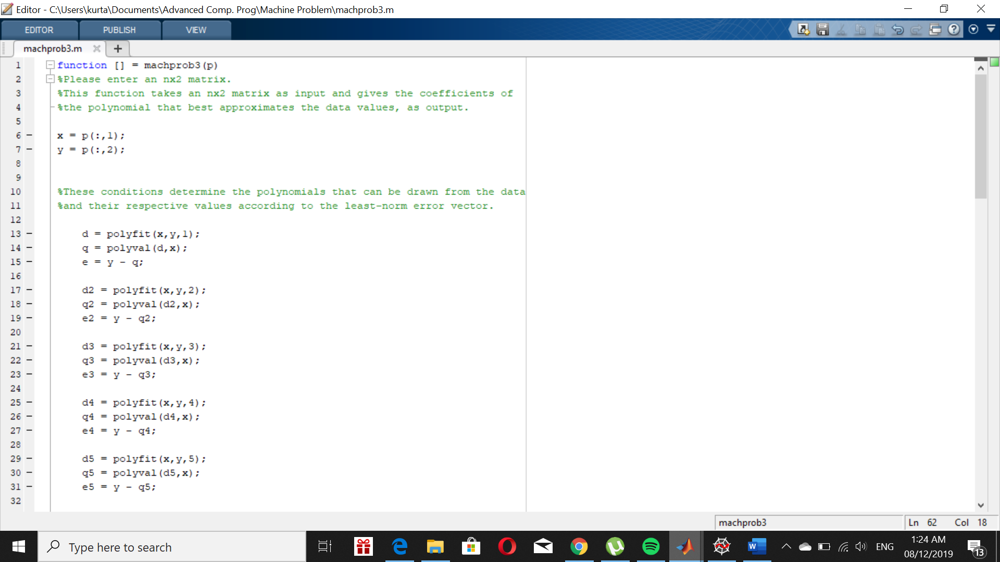 Editor - C:\Users\kurta\Documents\Advanced Comp. Prog\Machine Problem\machprob3.m
EDITOR PUBLISH VIEW
machprob3.m
1 function [] = machprob3(p)
2 %Please enter an nx2 matrix.
3 %This function takes an nx2 matrix as input and gives the coefficients of
4 %the polynomial that best approximates the data values, as output.
5
6 x = p(:,1);
7 y = p(:,2);
8
9
10 %These conditions determine the polynomials that can be drawn from the data
11 %and their respective values according to the least-norm error vector.
12
13 d = polyfit(x,y,1);
14 q = polyval(d,x);
15 e = y - q;
16
17 d2 = polyfit(x,y,2);
18 q2 = polyval(d2,x);
19 e2 = y - q2;
20
21 d3 = polyfit(x,y,3);
22 q3 = polyval(d3,x);
23 e3 = y - q3;
24
25 d4 = polyfit(x,y,4);
26 q4 = polyval(d4,x);
27 e4 = y - q4;
28
29 d5 = polyfit(x,y,5);
30 q5 = polyval(d5,x);
31 e5 = y - q5;
32
machprob3 Ln 62 Col 18
Type here to search
ENG
1:24 AM
08/12/2019
13